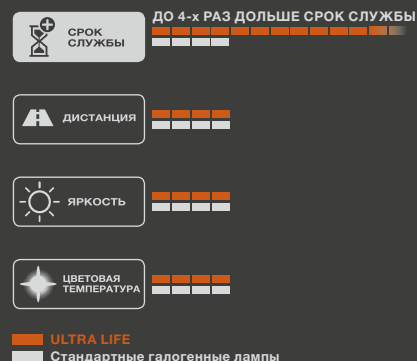 ДО 4-х РАЗ ДОЛЬШЕ СРОК СЛУЖБЫ
СРОК
СЛУЖБЫ
ДИСТАНЦИЯ
ЯРКОСТЬ
ЦВЕТОВАЯ
ТЕМПЕРАТУРА
ULTRA LIFE
Стандартные галогенные лампы